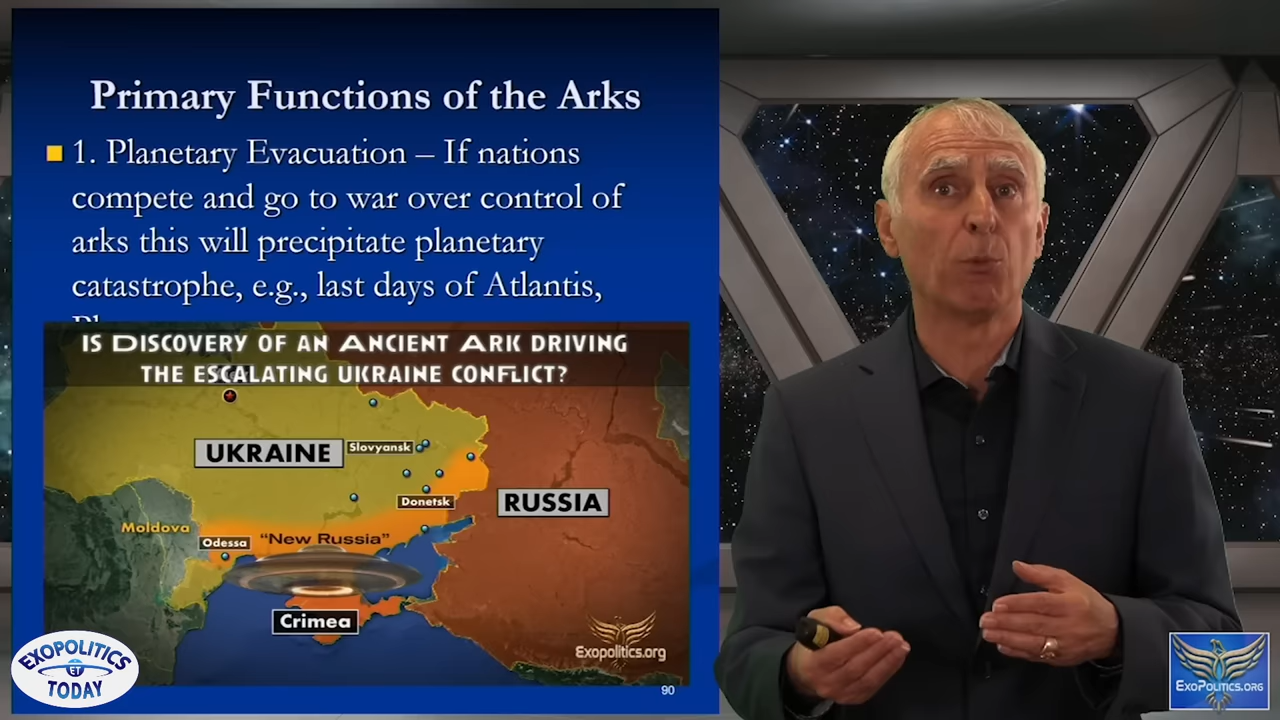 Primary Functions of the Arks
1. Planetary Evacuation – If nations
compete and go to war over control of
arks this will precipitate planetary
catastrophe, e.g., last days of Atlantis,
IS DISCOVERY OF AN ANCIENT ARK DRIVING
THE ESCALATING UKRAINE CONFLICT?
UKRAINE
Slovyansk
Donetsk
RUSSIA
Moldova
Odessa
"New Russia"
Crimea
Exopolitics.org
90
EXOPOLITICS
ET
TODAY
EXOPOLITICS.ORG